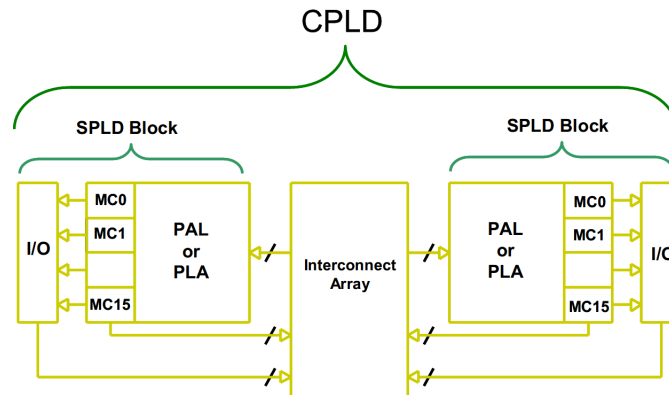 CPLD
SPLD Block
SPLD Block
I/O
MC0
MC1
MC15
PAL
or
PLA
Interconnect
Array
PAL
or
PLA
MC0
MC1
MC15
I/O